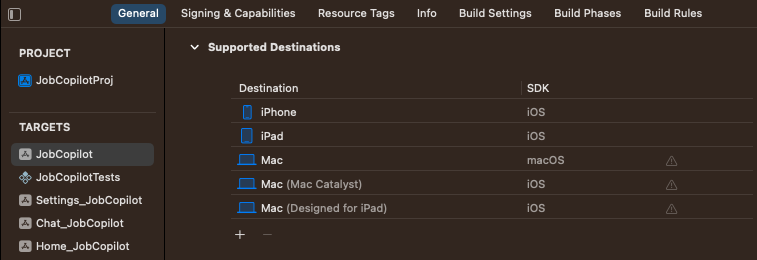 General Signing & Capabilities Resource Tags Info Build Settings Build Phases Build Rules
PROJECT
JobCopilotProj
TARGETS
JobCopilot
JobCopilotTests
Settings_JobCopilot
Chat_JobCopilot
Home_JobCopilot
Supported Destinations
Destination SDK
iPhone iOS
iPad iOS
Mac macOS
Mac (Mac Catalyst) iOS
Mac (Designed for iPad) iOS
+ −